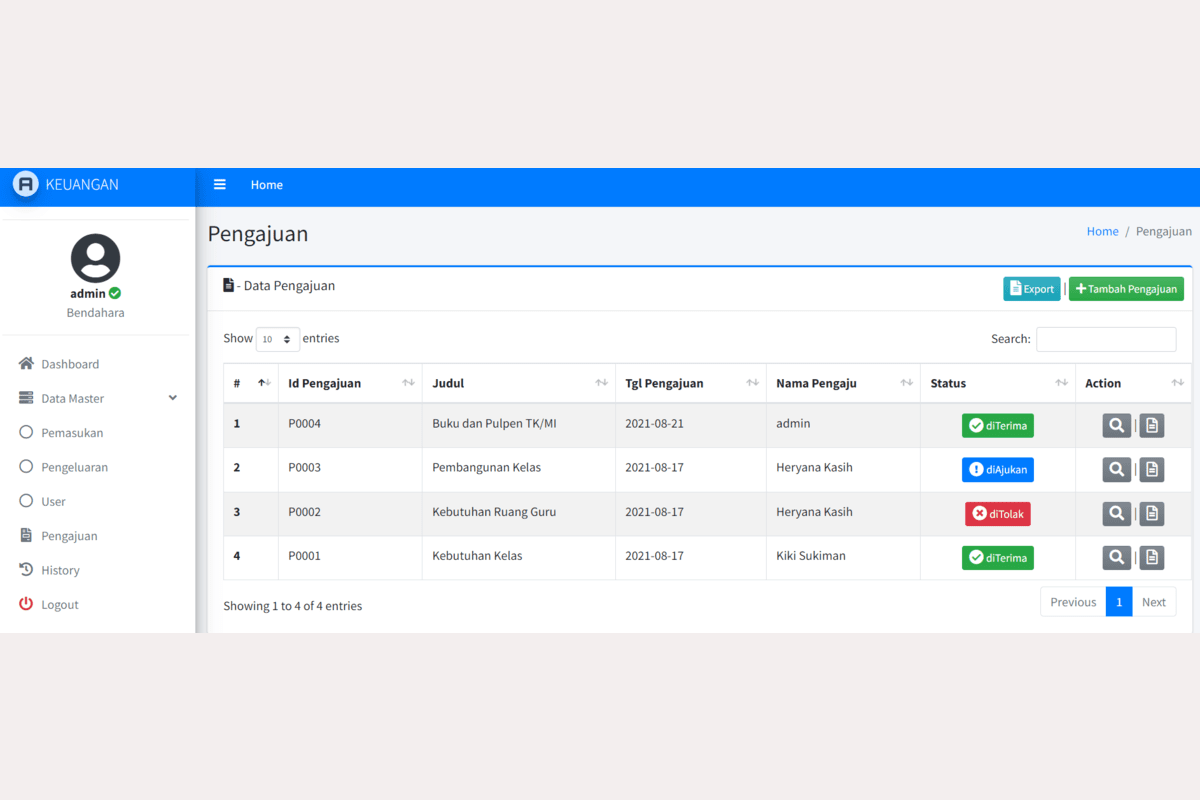 KEUANGAN
Home
admin
Bendahara
Dashboard
Data Master
Pemasukan
Pengeluaran
User
Pengajuan
History
Logout
Pengajuan
Home / Pengajuan
- Data Pengajuan
Export | Tambah Pengajuan
Show 10 entries
Search:
# Id Pengajuan Judul Tgl Pengajuan Nama Pengaju Status Action
1 P0004 Buku dan Pulpen TK/MI 2021-08-21 admin diTerima |
2 P0003 Pembangunan Kelas 2021-08-17 Heryana Kasih diAjukan |
3 P0002 Kebutuhan Ruang Guru 2021-08-17 Heryana Kasih diTolak |
4 P0001 Kebutuhan Kelas 2021-08-17 Kiki Sukiman diTerima |
Showing 1 to 4 of 4 entries
Previous 1 Next